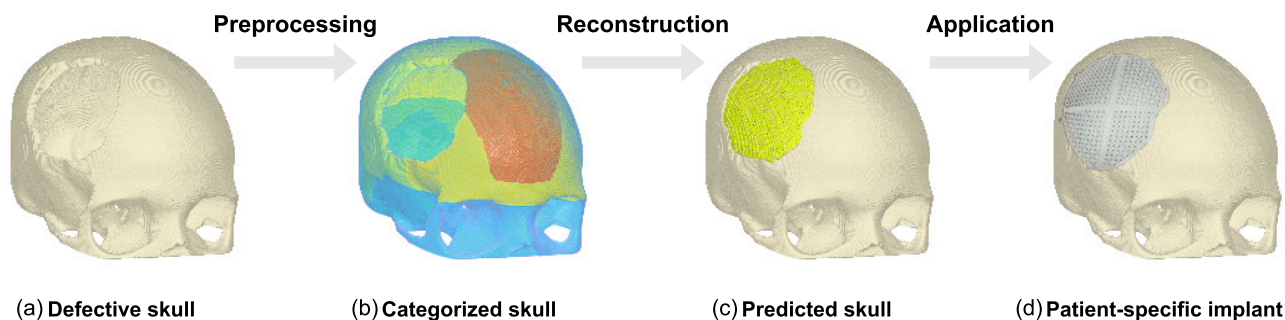 Preprocessing
Reconstruction
Application
(a) Defective skull
(b) Categorized skull
(c) Predicted skull
(d) Patient-specific implant